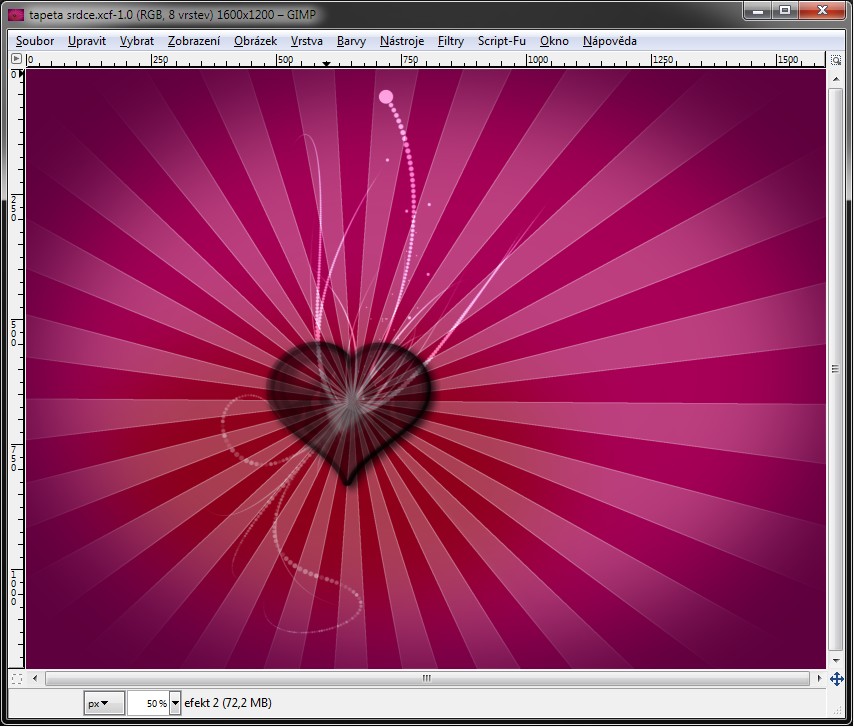 tapeta srdce.xcf-1.0 (RGB, 8 vrstev) 1600x1200 – GIMP
Soubor Upravit Vybrat Zobrazení Obrázek Vrstva Barvy Nástroje Filtry Script-Fu Okno Nápověda
0 250 500 750 1000 1250 1500
0
250
500
750
1000
px 50 % efekt 2 (72,2 MB)